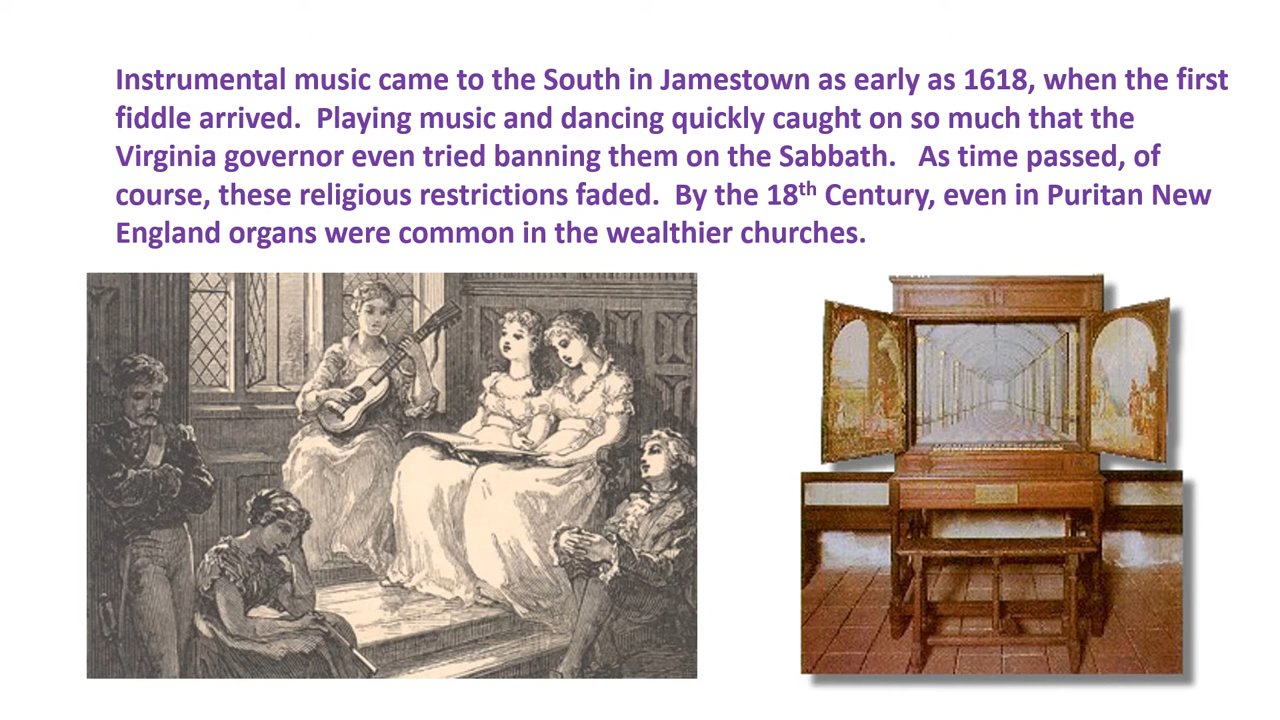 Instrumental music came to the South in Jamestown as early as 1618, when the first
fiddle arrived.  Playing music and dancing quickly caught on so much that the
Virginia governor even tried banning them on the Sabbath.   As time passed, of
course, these religious restrictions faded.  By the 18th Century, even in Puritan New
England organs were common in the wealthier churches.